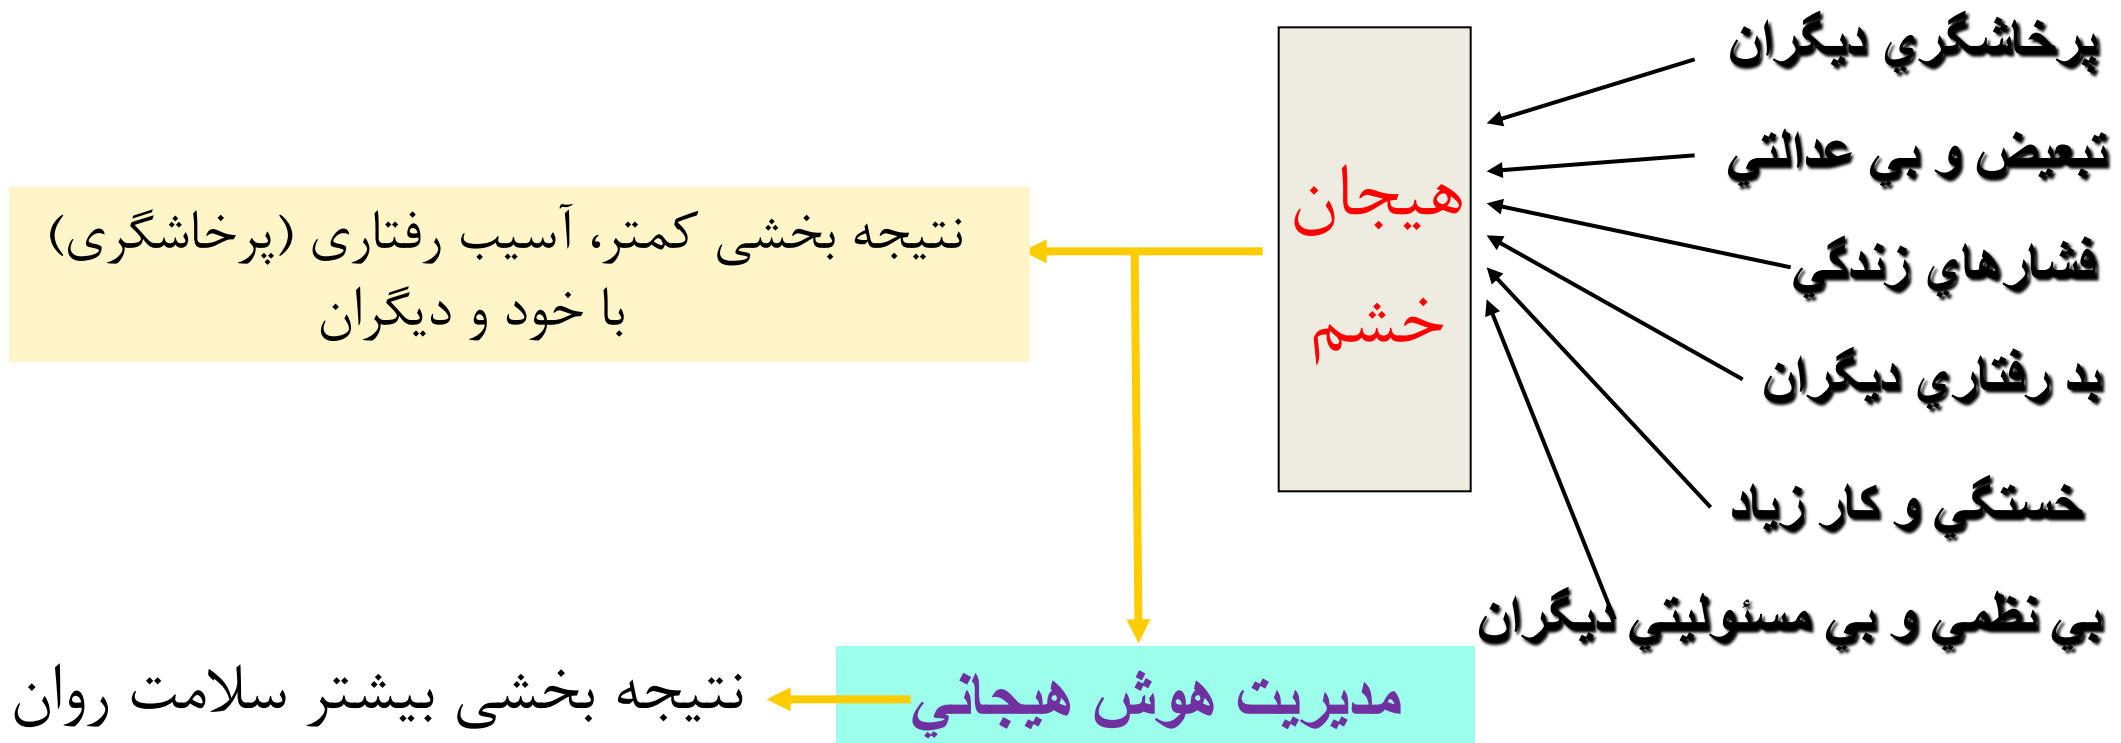 پرخاشگري ديگران
تبعيض و بي عدالتي
فشارهاي زندگي
بد رفتاري ديگران
خستگي و كار زياد
بي نظمي و بي مسئوليتي ديگران
هیجان
خشم
نتیجه بخشی کمتر، آسیب رفتاری (پرخاشگری)
با خود و دیگران
مديريت هوش هيجاني
نتیجه بخشی بیشتر سلامت روان